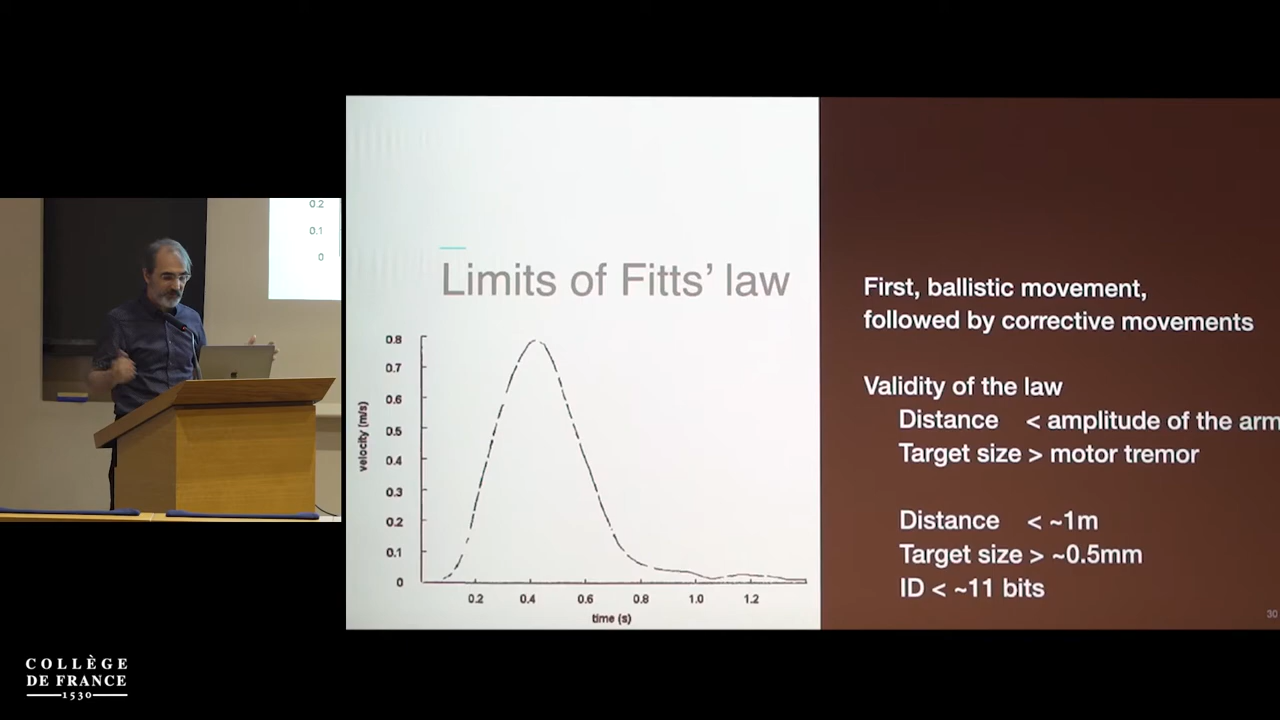 0.2
0.1
0
Limits of Fitts’ law
0.8
0.7
0.6
0.5
0.4
0.3
0.2
0.1
0
velocity (m/s)
0.2 0.4 0.6 0.8 1.0 1.2
time (s)
First, ballistic movement,
followed by corrective movements
Validity of the law
Distance < amplitude of the arm
Target size > motor tremor
Distance < ~1m
Target size > ~0.5mm
ID < ~11 bits
30
COLLÈGE
DE FRANCE
1530